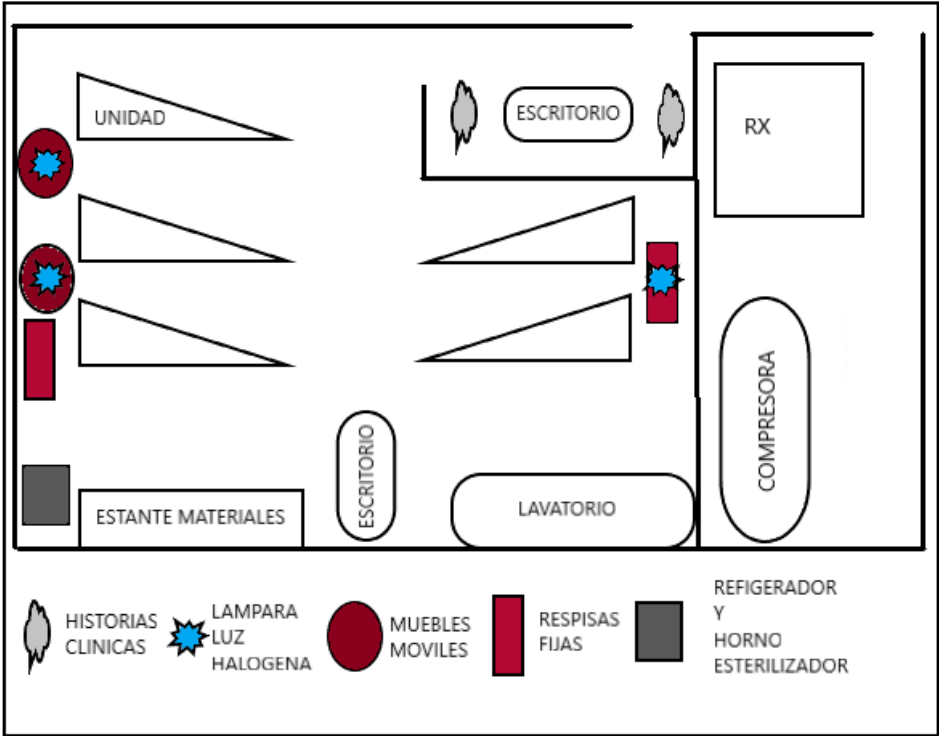 UNIDAD
ESCRITORIO
RX
COMPRESORA
ESCRITORIO
ESTANTE MATERIALES
LAVATORIO
HISTORIAS
CLINICAS
LAMPARA
LUZ
HALOGENA
MUEBLES
MOVILES
RESPISAS
FIJAS
REFIGERADOR
Y
HORNO
ESTERILIZADOR